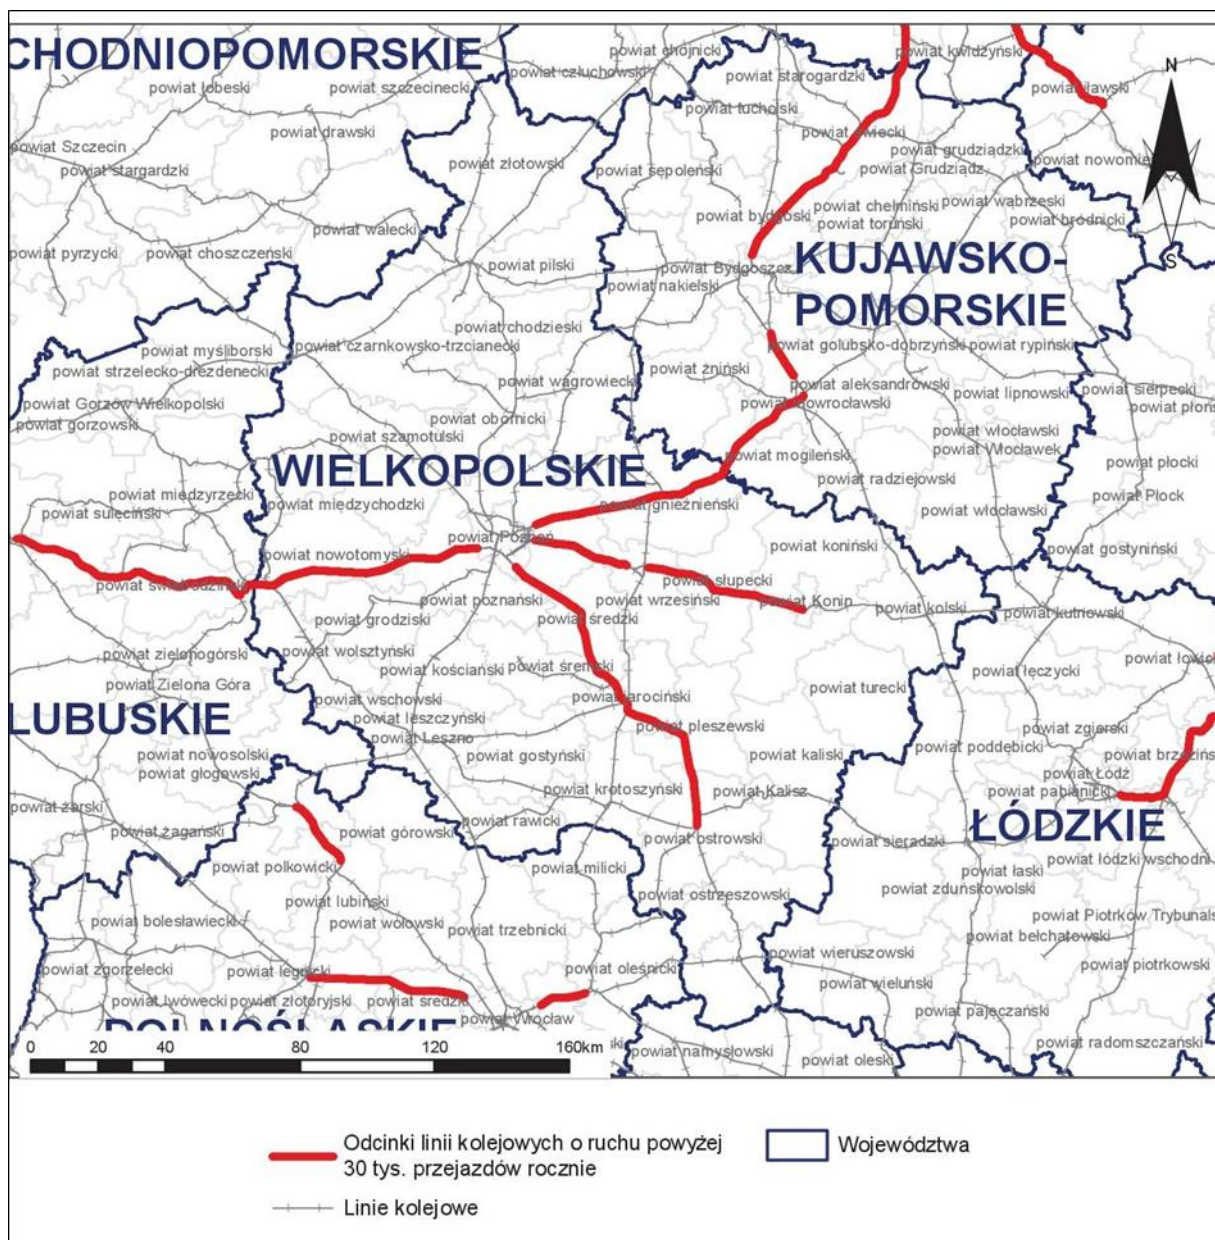 CHODNIOPOMORSKIE
powiat chojnicki
powiat kwidzyński
powiat człuchowski
powiat starogardzki
N
powiat łobeski
powiat szczecinecki
powiat tucholski
powiat drawski
powiat Szczecin
powiat grudziądzki
powiat złotowski
powiat stargardzki
powiat sępoleński
powiat Grudziądz
powiat bydgoski
powiat chełmiński
powiat wąbrzeski
powiat toruński
powiat brodnicki
powiat wałecki
powiat pyrzycki
powiat choszczeński
powiat pilski
powiat Bydgoszcz
KUJAWSKO-
S
powiat nakielski
POMORSKIE
powiat chodzieski
powiat myśliborski
powiat czarnkowsko-trzcianecki
powiat golubsko-dobrzyński
powiat rypiński
powiat strzelecko-drezdenecki
powiat żniński
powiat wągrowiecki
powiat aleksandrowski
powiat lipnowski
powiat sierpecki
powiat Gorzów Wielkopolski
powiat gorzowski
powiat obornicki
powiat szamotulski
powiat włocławski
powiat Włocławek
powiat mogileński
WIELKOPOLSKIE
powiat płocki
powiat radziejowski
powiat międzyrzecki
powiat międzychodzki
powiat gnieźnieński
powiat Płock
powiat sulęciński
powiat włocławski
powiat Poznań
powiat koniński
powiat gostyniński
powiat nowotomyski
powiat słupecki
powiat poznański
powiat wrzesiński
powiat Konin
powiat kolski
powiat kutnowski
powiat grodziski
powiat średzki
powiat zielonogórski
powiat wolsztyński
powiat kościański
powiat śremski
powiat łęczycki
powiat Zielona Góra
powiat wschowski
powiat jarociński
powiat turecki
LUBUSKIE
powiat leszczyński
powiat pleszewski
powiat zgierski
powiat Leszno
powiat nowosolski
powiat gostyński
powiat kaliski
powiat poddębicki
powiat głogowski
powiat Łódź
powiat krotoszyński
powiat Kalisz
powiat pabianicki
powiat żarski
powiat żagański
powiat górowski
powiat rawicki
ŁÓDZKIE
powiat ostrowski
powiat sieradzki
powiat polkowicki
powiat milicki
powiat łódzki wschodni
powiat łaski
powiat ostrzeszowski
powiat zduńskowolski
powiat lubiński
powiat bolesławiecki
powiat wołowski
powiat trzebnicki
powiat Piotrków Trybunals
powiat bełchatowski
powiat wieruszowski
powiat zgorzelecki
powiat legnicki
powiat oleśnicki
powiat piotrkowski
powiat wieluński
powiat lwówecki
powiat złotoryjski
powiat średzki
powiat pajęczański
powiat Wrocław
powiat radomszczański
powiat namysłowski
powiat oleski
0 20 40 80 120 160km
Odcinki linii kolejowych o ruchu powyżej
30 tys. przejazdów rocznie
Województwa
Linie kolejowe